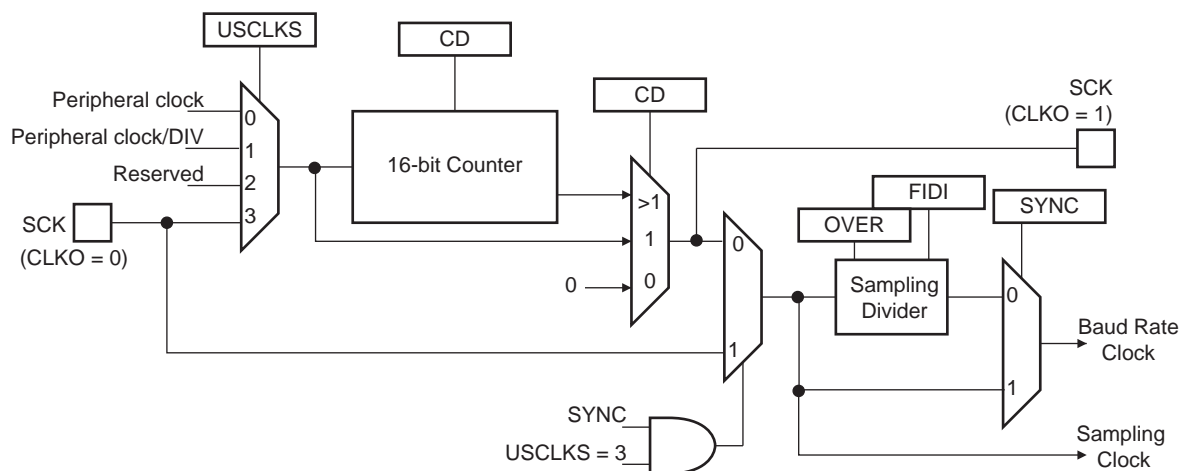 USCLKS
CD
CD
SCK
(CLKO = 1)
Peripheral clock
0
Peripheral clock/DIV
1
Reserved
2
3
SCK
(CLKO = 0)
16-bit Counter
>1
1
0
0
0
1
FIDI
OVER
SYNC
Sampling
Divider
0
1
Baud Rate
Clock
SYNC
USCLKS = 3
Sampling
Clock